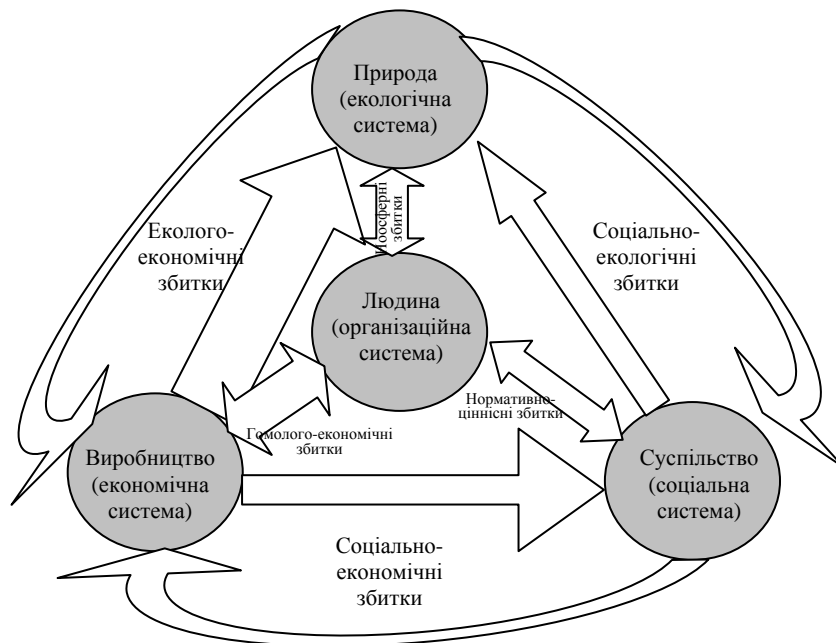 Природа
(екологічна
система)
Ноосферні
збитки
Еколого-
економічні
збитки
Соціально-
екологічні
збитки
Людина
(організаційна
система)
Нормативно-
ціннісні збитки
Гомолого-економічні
збитки
Виробництво
(економічна
система)
Суспільство
(соціальна
система)
Соціально-
економічні
збитки